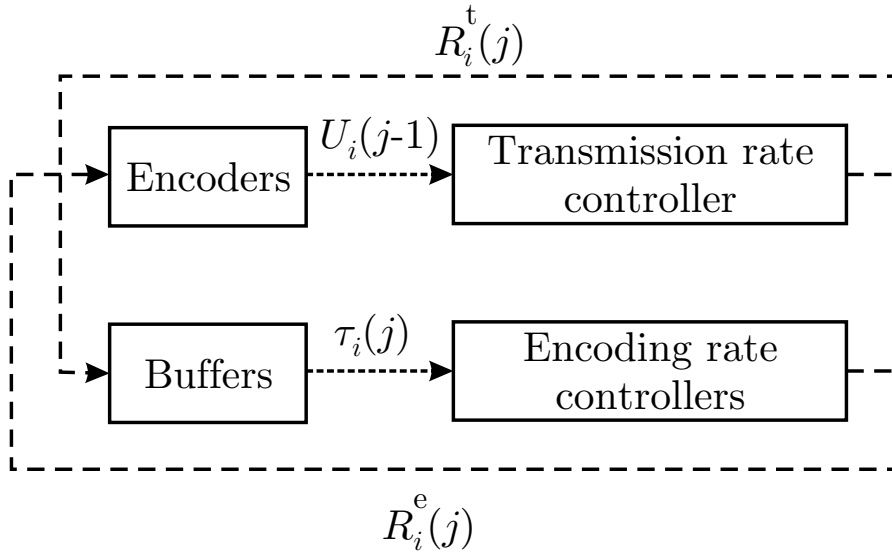 R_i^t(j)
Encoders
U_i(j-1)
Transmission rate
controller
Buffers
τ_i(j)
Encoding rate
controllers
R_i^e(j)